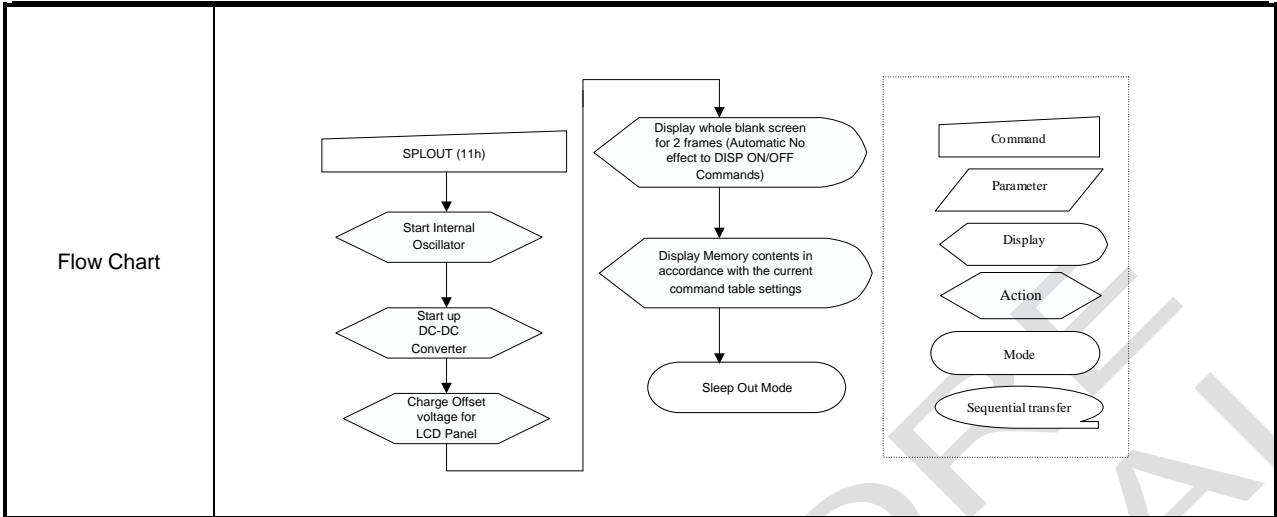 Flow Chart
SPLOUT (11h)
Start Internal
Oscillator
Start up
DC-DC
Converter
Charge Offset
voltage for
LCD Panel
Display whole blank screen
for 2 frames (Automatic No
effect to DISP ON/OFF
Commands)
Display Memory contents in
accordance with the current
command table settings
Sleep Out Mode
Command
Parameter
Display
Action
Mode
Sequential transfer